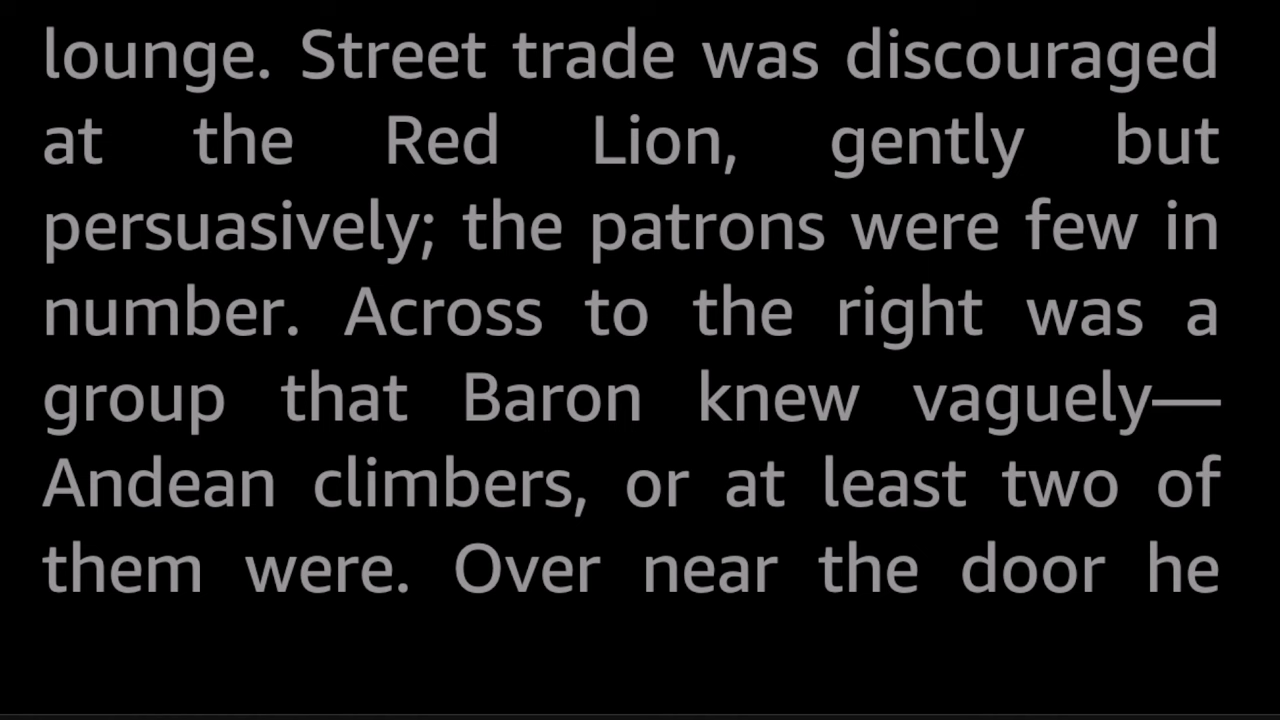 lounge. Street trade was discouraged
at the Red Lion, gently but
persuasively; the patrons were few in
number. Across to the right was a
group that Baron knew vaguely—
Andean climbers, or at least two of
them were. Over near the door he